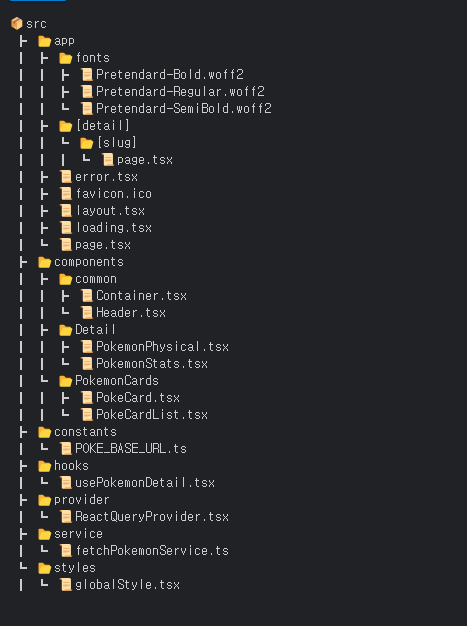 src
app
fonts
Pretendard-Bold.woff2
Pretendard-Regular.woff2
Pretendard-SemiBold.woff2
[detail]
[slug]
page.tsx
error.tsx
favicon.ico
layout.tsx
loading.tsx
page.tsx
components
common
Container.tsx
Header.tsx
Detail
PokemonPhysical.tsx
PokemonStats.tsx
PokemonCards
PokeCard.tsx
PokeCardList.tsx
constants
POKE_BASE_URL.ts
hooks
usePokemonDetail.tsx
provider
ReactQueryProvider.tsx
service
fetchPokemonService.ts
styles
globalStyle.tsx